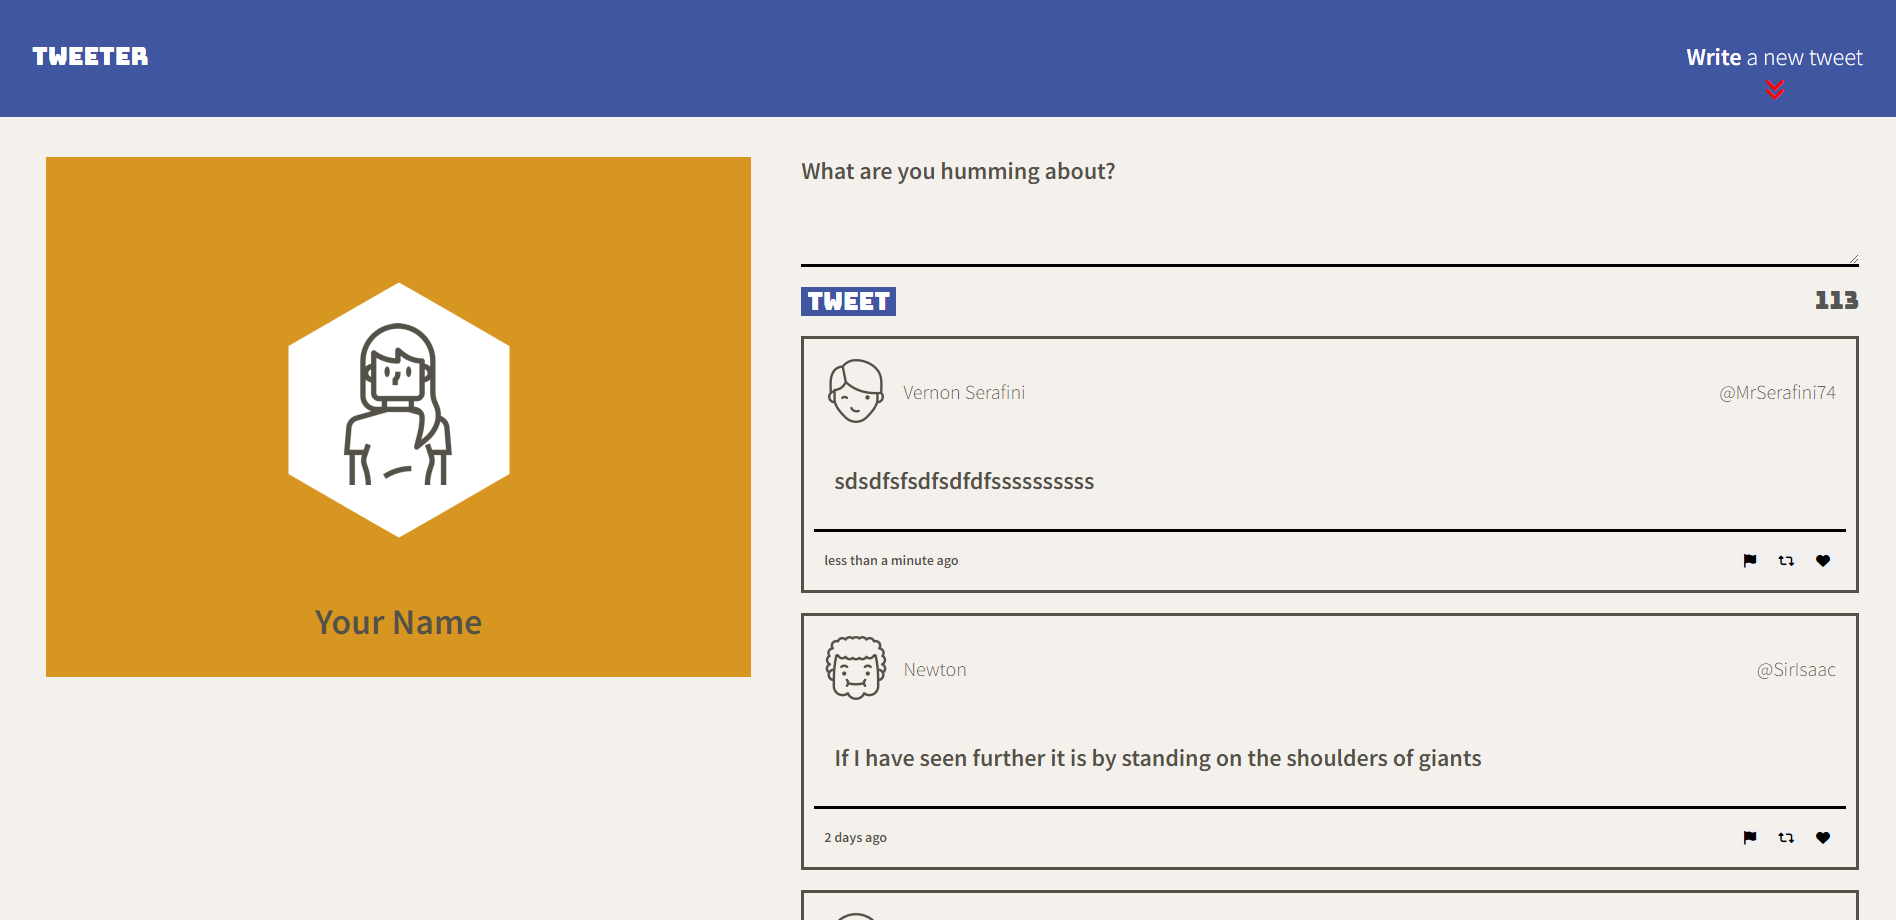 TWEETER
Write a new tweet
Your Name
What are you humming about?
TWEET
113
Vernon Serafini
@MrSerafini74
sdsdfsfsdfsdfdfssssssssss
less than a minute ago
Newton
@SirIsaac
If I have seen further it is by standing on the shoulders of giants
2 days ago